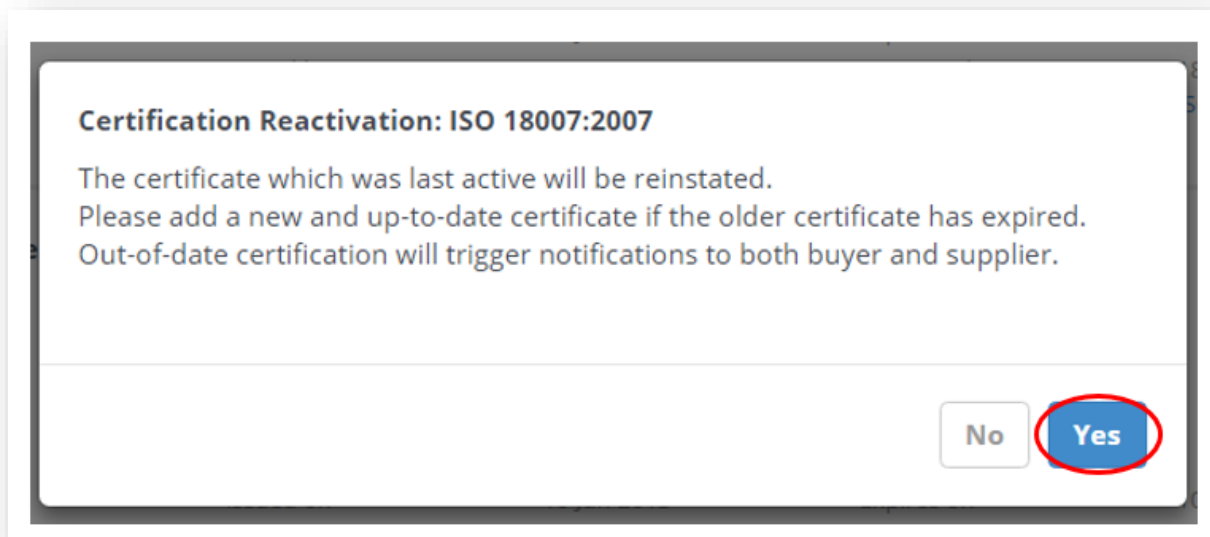 Certification Reactivation: ISO 18007:2007
The certificate which was last active will be reinstated.
Please add a new and up-to-date certificate if the older certificate has expired.
Out-of-date certification will trigger notifications to both buyer and supplier.
No
Yes